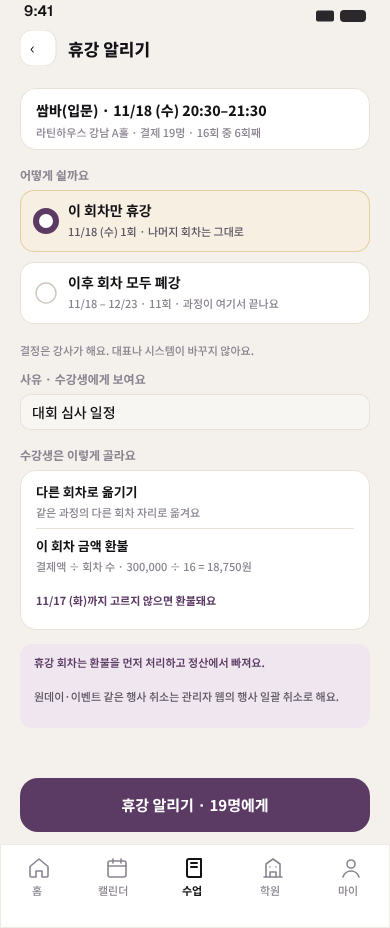 9:41
‹
휴강 알리기
쌈바(입문) · 11/18 (수) 20:30–21:30
라틴하우스 강남 A홀 · 결제 19명 · 16회 중 6회째
어떻게 쉴까요
이 회차만 휴강
11/18 (수) 1회 · 나머지 회차는 그대로
이후 회차 모두 폐강
11/18 – 12/23 · 11회 · 과정이 여기서 끝나요
결정은 강사가 해요. 대표나 시스템이 바꾸지 않아요.
사유 · 수강생에게 보여요
대회 심사 일정
수강생은 이렇게 골라요
다른 회차로 옮기기
같은 과정의 다른 회차 자리로 옮겨요
이 회차 금액 환불
결제액 ÷ 회차 수 · 300,000 ÷ 16 = 18,750원
11/17 (화)까지 고르지 않으면 환불돼요
휴강 회차는 환불을 먼저 처리하고 정산에서 빠져요.
원데이·이벤트 같은 행사 취소는 관리자 웹의 행사 일괄 취소로 해요.
휴강 알리기 · 19명에게
홈
캘린더
수업
학원
마이